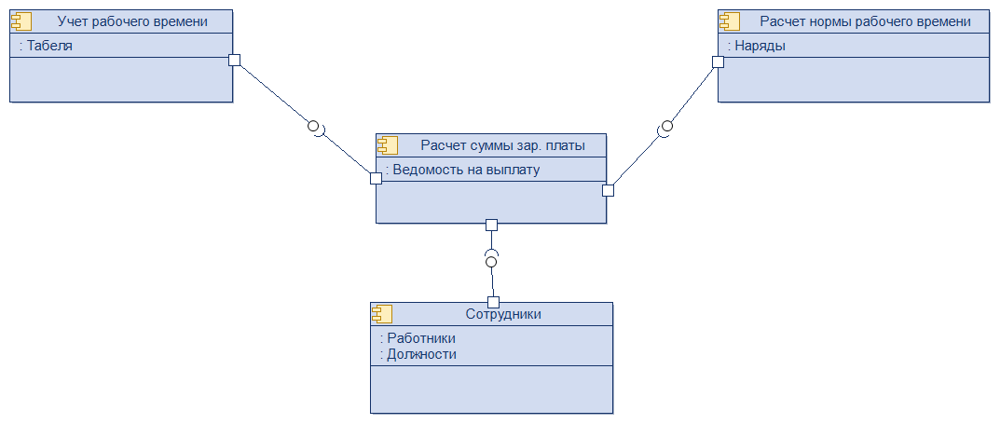 Учет рабочего времени
: Табеля
Расчет нормы рабочего времени
: Наряды
Расчет суммы зар. платы
: Ведомость на выплату
Сотрудники
: Работники
: Должности